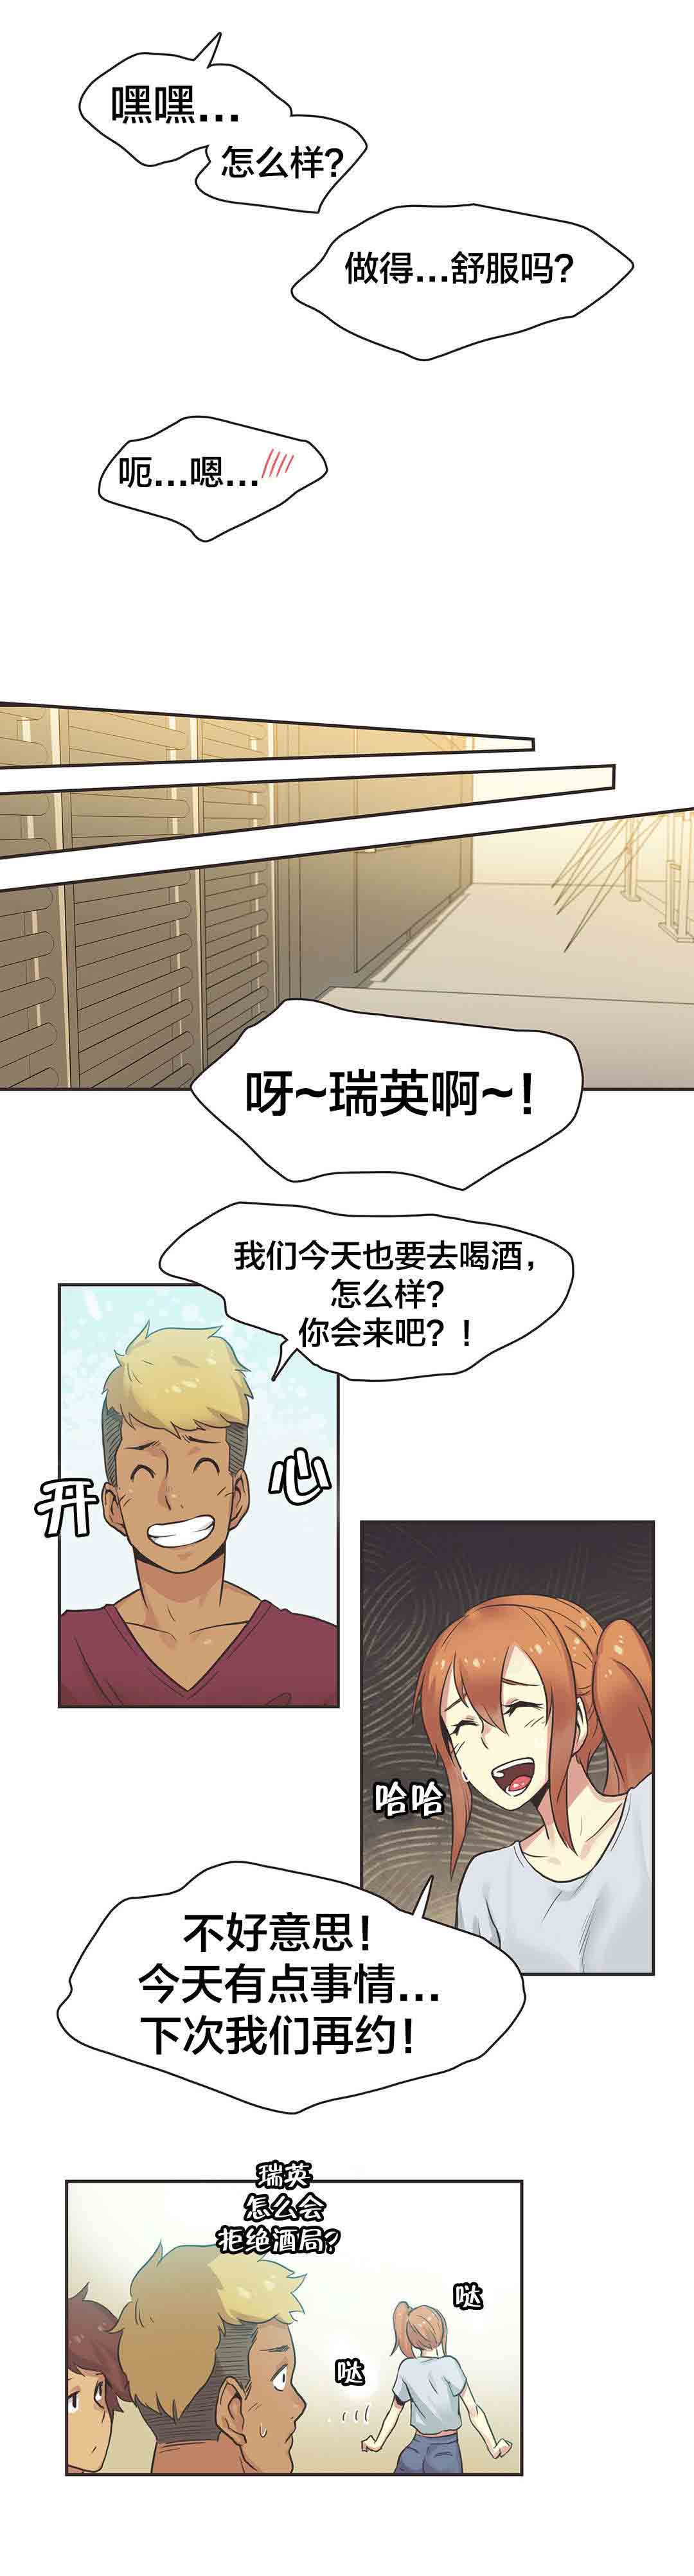 嘿嘿...
怎么样？
做得...舒服吗？
呃...嗯...
呀~瑞英啊~！
我们今天也要去喝酒，
怎么样？
你会来吧？！
开心
哈哈
不好意思！
今天有点事情...
下次我们再约！
瑞英
怎么会
拒绝酒局？
哒
哒